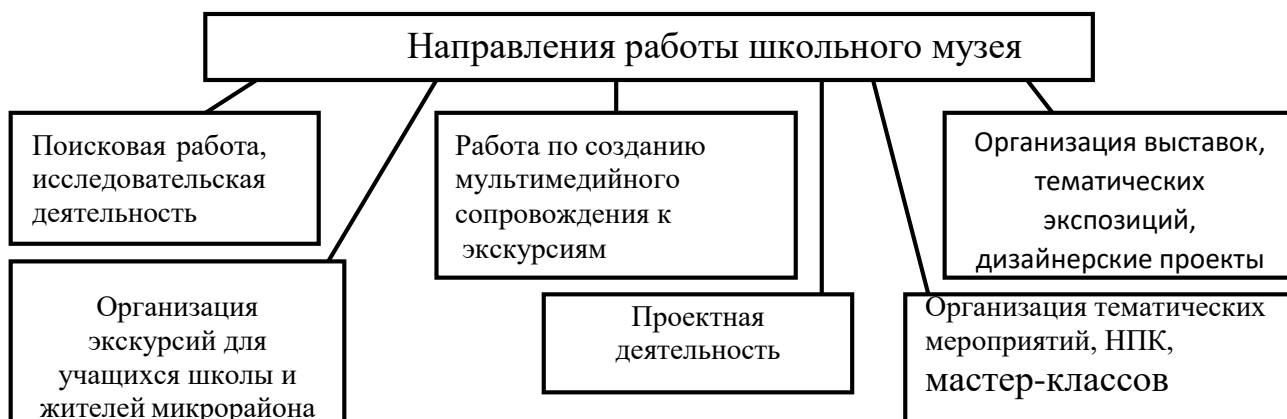 Направления работы школьного музея
Поисковая работа,
исследовательская
деятельность
Работа по созданию
мультимедийного
сопровождения к
экскурсиям
Организация выставок,
тематических
экспозиций,
дизайнерские проекты
Организация
экскурсий для
учащихся школы и
жителей микрорайона
Проектная
деятельность
Организация тематических
мероприятий, НПК,
мастер-классов